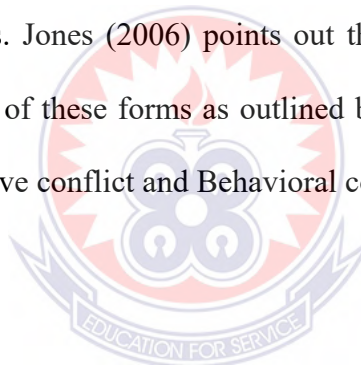 s. Jones (2006) points out th
of these forms as outlined b
ve conflict and Behavioral co
EDUCATION FOR SERVICE